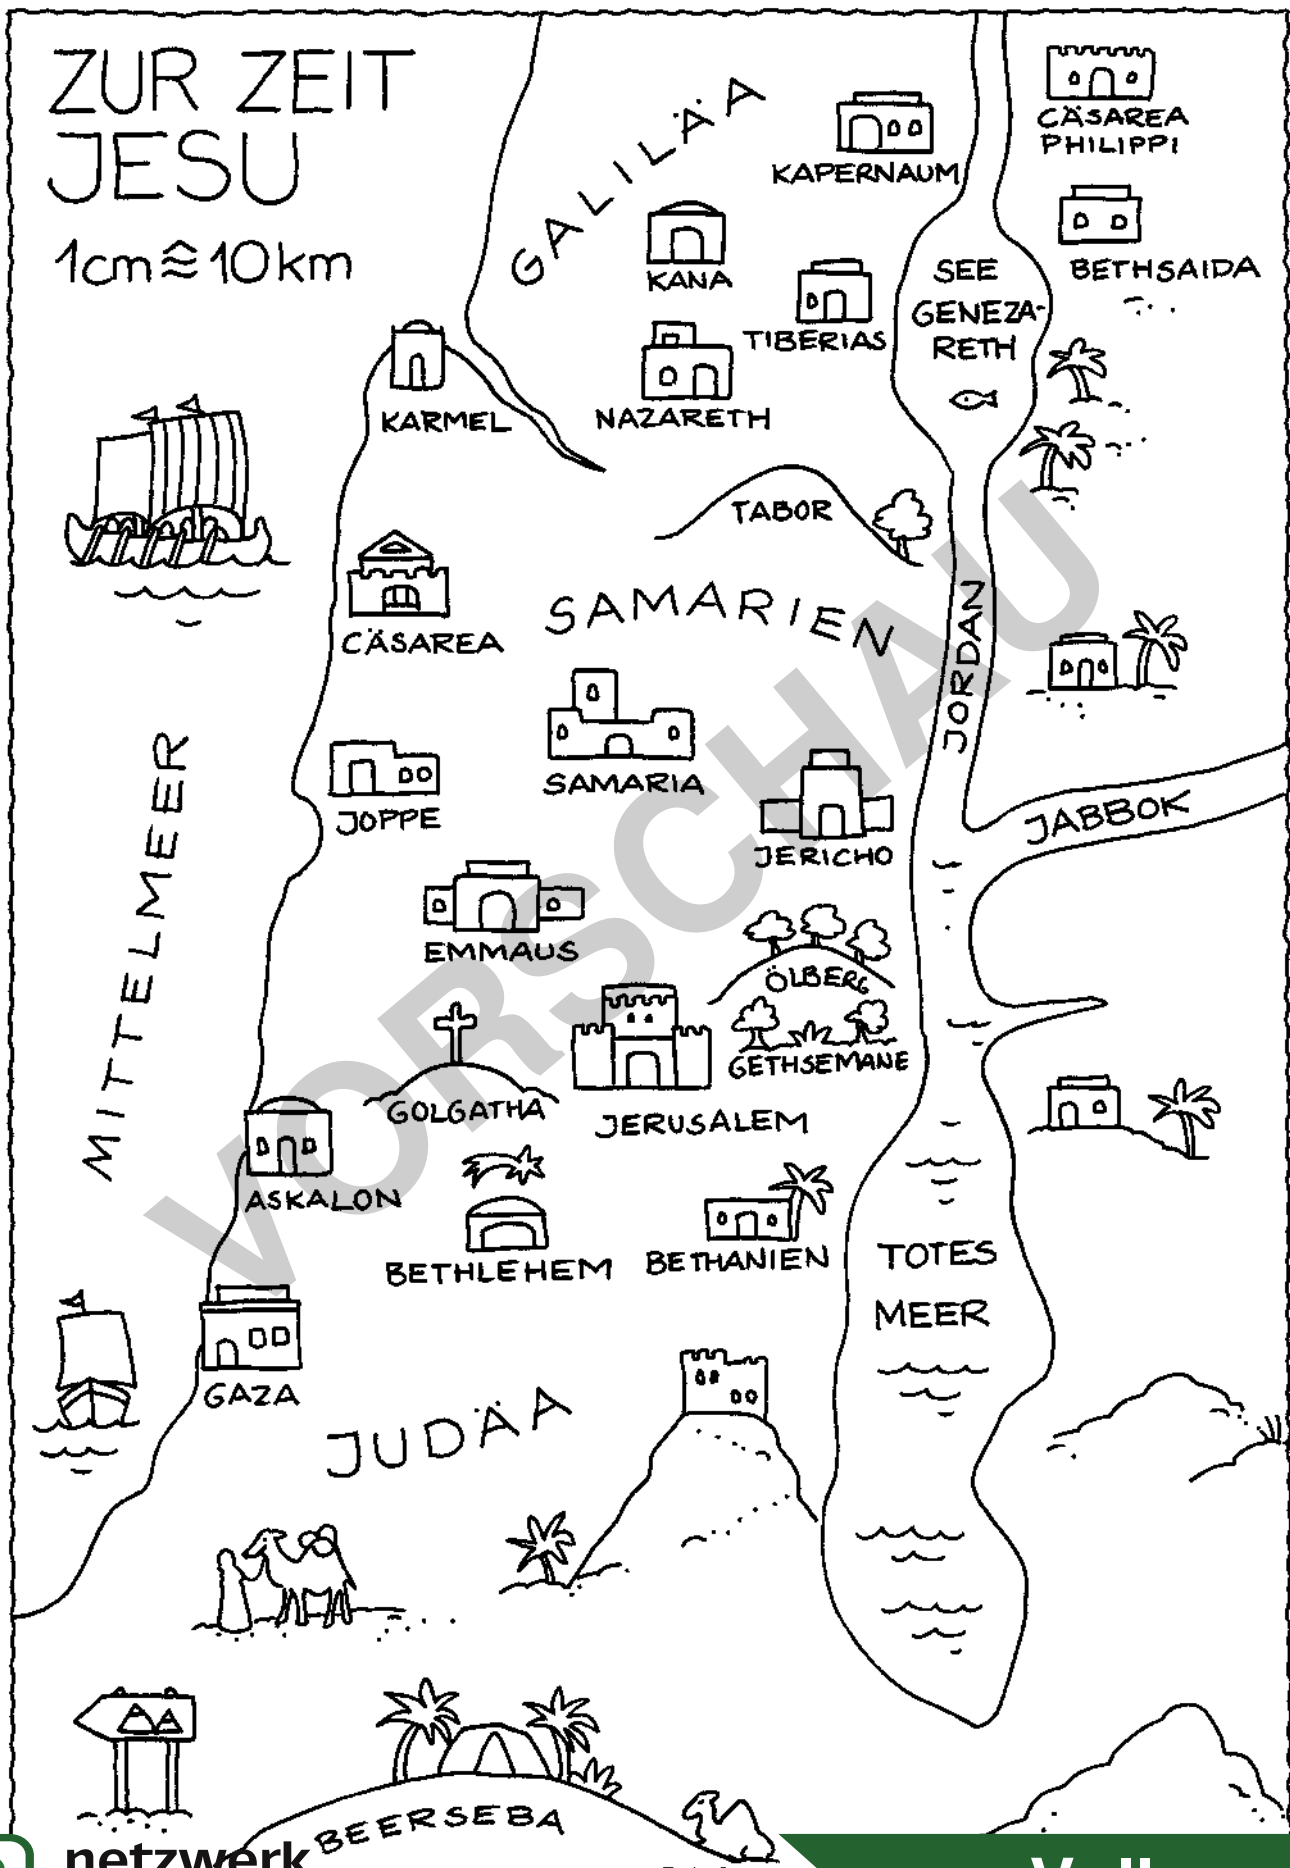 ZUR ZEIT
JESU
1cm≙10km
GALILÄA
KAPERNAUM
CÄSAREA
PHILIPPI
KANA
BETHSAIDA
TIBERIAS
SEE
GENEZA-
RETH
NAZARETH
KARMEL
TABOR
CÄSAREA
SAMARIEN
JORDAN
SAMARIA
JOPPE
JABBOK
JERICHO
MITTELMEER
EMMAUS
ÖLBERG
GETHSEMANE
GOLGATHA
JERUSALEM
ASKALON
BETHLEHEM
BETHANIEN
TOTES
MEER
GAZA
JUDÄA
BEERSEBA
VORSCHAU
netzwerk